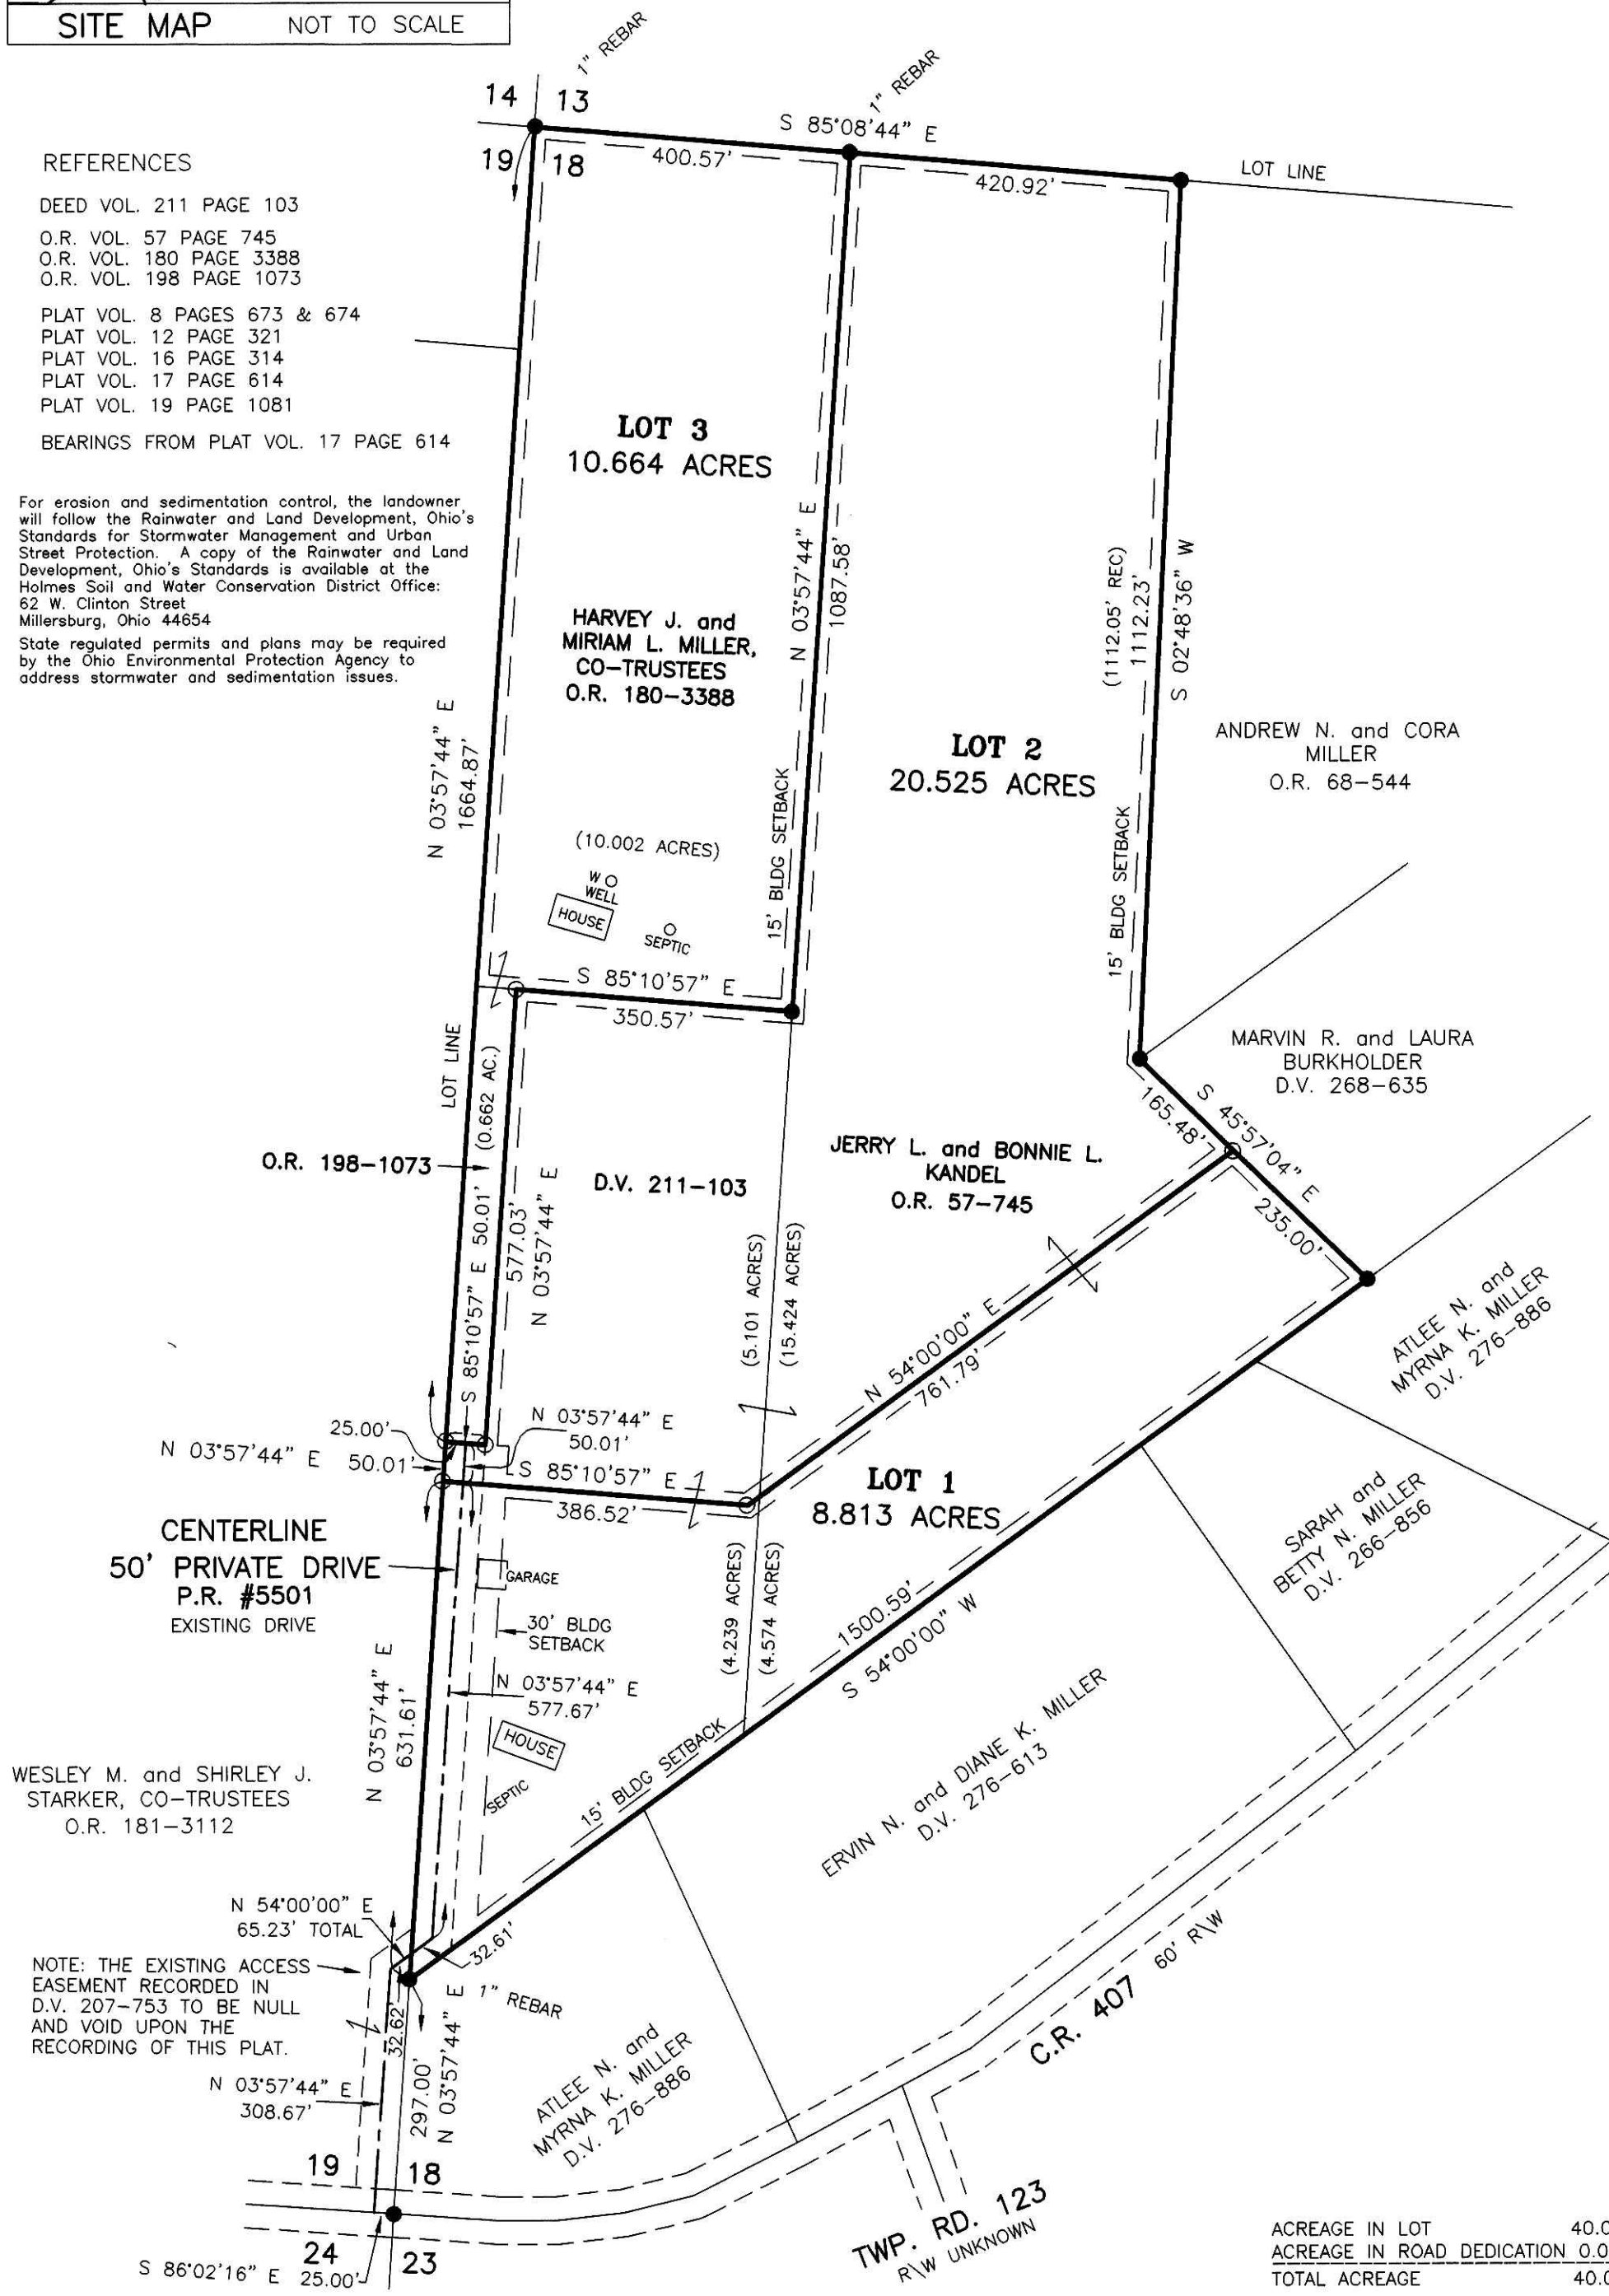 SITE MAP NOT TO SCALE
1" REBAR
14
13
19
18
S 85°08'44" E
1" REBAR
400.57'
420.92'
LOT LINE
REFERENCES
DEED VOL. 211 PAGE 103
O.R. VOL. 57 PAGE 745
O.R. VOL. 180 PAGE 3388
O.R. VOL. 198 PAGE 1073
PLAT VOL. 8 PAGES 673 & 674
PLAT VOL. 12 PAGE 321
PLAT VOL. 16 PAGE 314
PLAT VOL. 17 PAGE 614
PLAT VOL. 19 PAGE 1081
BEARINGS FROM PLAT VOL. 17 PAGE 614
For erosion and sedimentation control, the landowner
will follow the Rainwater and Land Development, Ohio's
Standards for Stormwater Management and Urban
Street Protection. A copy of the Rainwater and Land
Development, Ohio's Standards is available at the
Holmes Soil and Water Conservation District Office:
62 W. Clinton Street
Millersburg, Ohio 44654
State regulated permits and plans may be required
by the Ohio Environmental Protection Agency to
address stormwater and sedimentation issues.
LOT 3
10.664 ACRES
HARVEY J. and
MIRIAM L. MILLER,
CO-TRUSTEES
O.R. 180-3388
N 03°57'44" E
1087.58'
(1112.05' REC)
1112.23'
S 02°48'36" W
N 03°57'44" E
1664.87'
LOT 2
20.525 ACRES
ANDREW N. and CORA
MILLER
O.R. 68-544
(10.002 ACRES)
W
WELL
HOUSE
SEPTIC
15' BLDG SETBACK
15' BLDG SETBACK
S 85°10'57" E
350.57'
LOT LINE
(0.662 AC.)
MARVIN R. and LAURA
BURKHOLDER
D.V. 268-635
S 45°57'04" E
165.48'
235.00'
O.R. 198-1073
D.V. 211-103
JERRY L. and BONNIE L.
KANDEL
O.R. 57-745
S 85°10'57" E 50.01'
577.03'
N 03°57'44" E
(5.101 ACRES)
(15.424 ACRES)
N 54°00'00" E
761.79'
ATLEE N. and
MYRNA K. MILLER
D.V. 276-886
25.00'
N 03°57'44" E
50.01'
N 03°57'44" E 50.01'
S 85°10'57" E
386.52'
LOT 1
8.813 ACRES
SARAH and
BETTY N. MILLER
D.V. 266-856
CENTERLINE
50' PRIVATE DRIVE
P.R. #5501
EXISTING DRIVE
GARAGE
30' BLDG
SETBACK
(4.239 ACRES)
(4.574 ACRES)
1500.59'
S 54°00'00" W
N 03°57'44" E
577.67'
N 03°57'44" E
631.61'
HOUSE
SEPTIC
15' BLDG SETBACK
ERVIN N. and DIANE K. MILLER
D.V. 276-613
WESLEY M. and SHIRLEY J.
STARKER, CO-TRUSTEES
O.R. 181-3112
N 54°00'00" E
65.23' TOTAL
32.61'
1" REBAR
NOTE: THE EXISTING ACCESS
EASEMENT RECORDED IN
D.V. 207-753 TO BE NULL
AND VOID UPON THE
RECORDING OF THIS PLAT.
32.62'
N 03°57'44" E
308.67'
297.00'
N 03°57'44" E
ATLEE N. and
MYRNA K. MILLER
D.V. 276-886
C.R. 407 60' R\W
19
18
24
23
S 86°02'16" E 25.00'
TWP. RD. 123
R\W UNKNOWN
ACREAGE IN LOT 40.0
ACREAGE IN ROAD DEDICATION 0.0
TOTAL ACREAGE 40.0